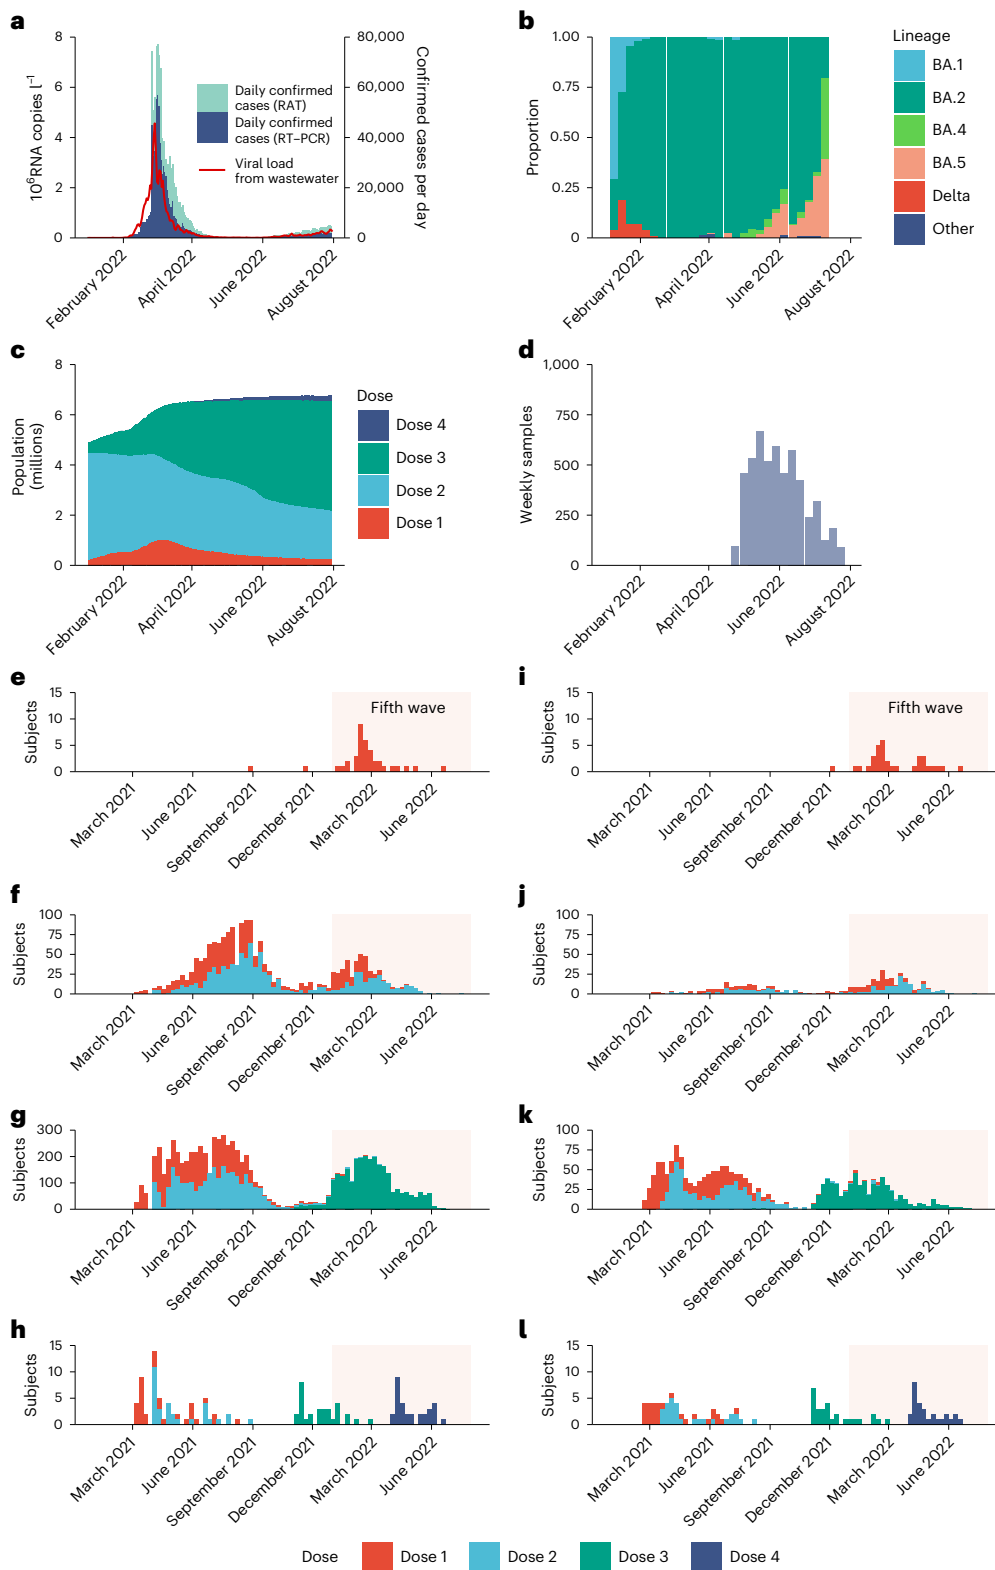 a
8
6
4
2
0
10⁶RNA copies l⁻¹
80,000
60,000
40,000
20,000
0
Confirmed cases per day
Daily confirmed
cases (RAT)
Daily confirmed
cases (RT–PCR)
Viral load
from wastewater
February 2022
April 2022
June 2022
August 2022
b
1.00
0.75
0.50
0.25
0
Proportion
February 2022
April 2022
June 2022
August 2022
Lineage
BA.1
BA.2
BA.4
BA.5
Delta
Other
c
8
6
4
2
0
Population
(millions)
February 2022
April 2022
June 2022
August 2022
Dose
Dose 4
Dose 3
Dose 2
Dose 1
d
1,000
750
500
250
0
Weekly samples
February 2022
April 2022
June 2022
August 2022
e
15
10
5
0
Subjects
Fifth wave
March 2021
June 2021
September 2021
December 2021
March 2022
June 2022
i
15
10
5
0
Subjects
Fifth wave
March 2021
June 2021
September 2021
December 2021
March 2022
June 2022
f
100
75
50
25
0
Subjects
March 2021
June 2021
September 2021
December 2021
March 2022
June 2022
j
100
75
50
25
0
Subjects
March 2021
June 2021
September 2021
December 2021
March 2022
June 2022
g
300
200
100
0
Subjects
March 2021
June 2021
September 2021
December 2021
March 2022
June 2022
k
100
75
50
25
0
Subjects
March 2021
June 2021
September 2021
December 2021
March 2022
June 2022
h
15
10
5
0
Subjects
March 2021
June 2021
September 2021
December 2021
March 2022
June 2022
l
15
10
5
0
Subjects
March 2021
June 2021
September 2021
December 2021
March 2022
June 2022
Dose
Dose 1
Dose 2
Dose 3
Dose 4